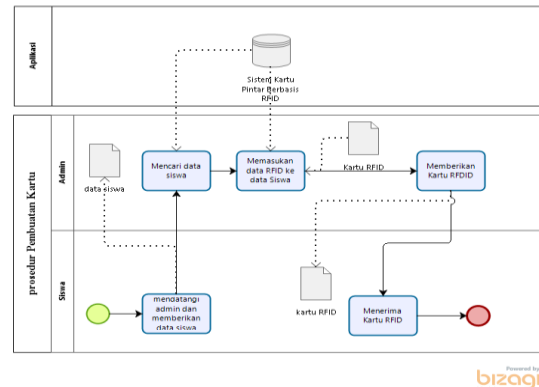 Aplikasi
Sistem Kartu
Pintar Berbasis
RFID
prosedur Pembuatan Kartu
Admin
data siswa
Mencari data
siswa
Memasukan
data RFID ke
data Siswa
Kartu RFID
Memberikan
Kartu RFDID
Siswa
mendatangi
admin dan
memberikan
data siswa
kartu RFID
Menerima
Kartu RFID
Powered by
bizagi